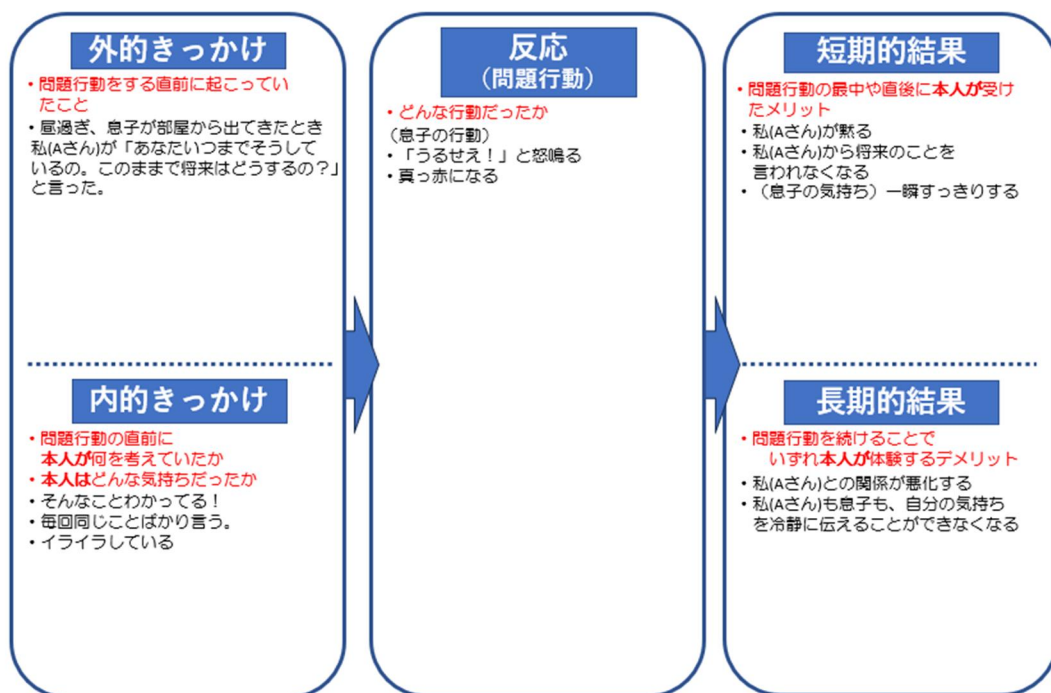 外的きっかけ
・問題行動をする直前に起こってい
たこと
・昼過ぎ、息子が部屋から出てきたとき
私(Aさん)が「あなたいつまでそうして
いるの。このままで将来はどうするの？」
と言った。
内的きっかけ
・問題行動の直前に
本人が何を考えていたか
・本人はどんな気持ちだったか
・そんなことわかってる！
・毎回同じことばかり言う。
・イライラしている
反応
（問題行動）
・どんな行動だったか
（息子の行動）
・「うるせえ！」と怒鳴る
・真っ赤になる
短期的結果
・問題行動の最中や直後に本人が受け
たメリット
・私(Aさん)が黙る
・私(Aさん)から将来のことを
言われなくなる
・（息子の気持ち）一瞬すっきりする
長期的結果
・問題行動を続けることで
いずれ本人が体験するデメリット
・私(Aさん)との関係が悪化する
・私(Aさん)も息子も、自分の気持ち
を冷静に伝えることができなくなる